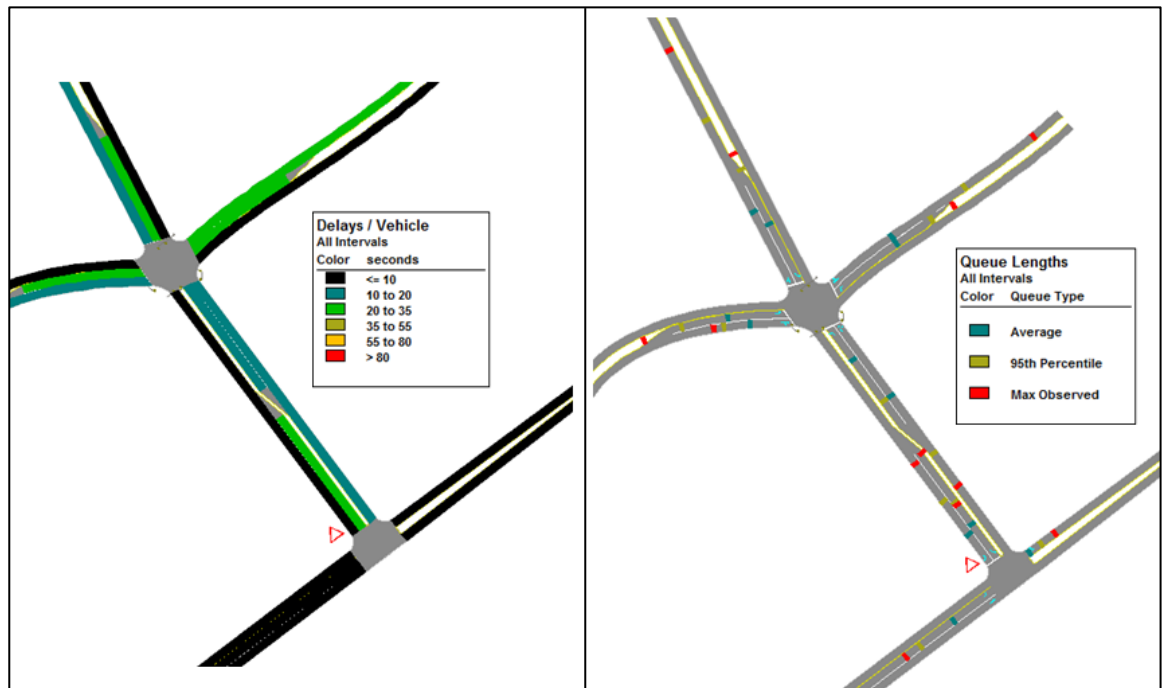 Delays / Vehicle
All Intervals
Color seconds
<= 10
10 to 20
20 to 35
35 to 55
55 to 80
> 80
Queue Lengths
All Intervals
Color Queue Type
Average
95th Percentile
Max Observed